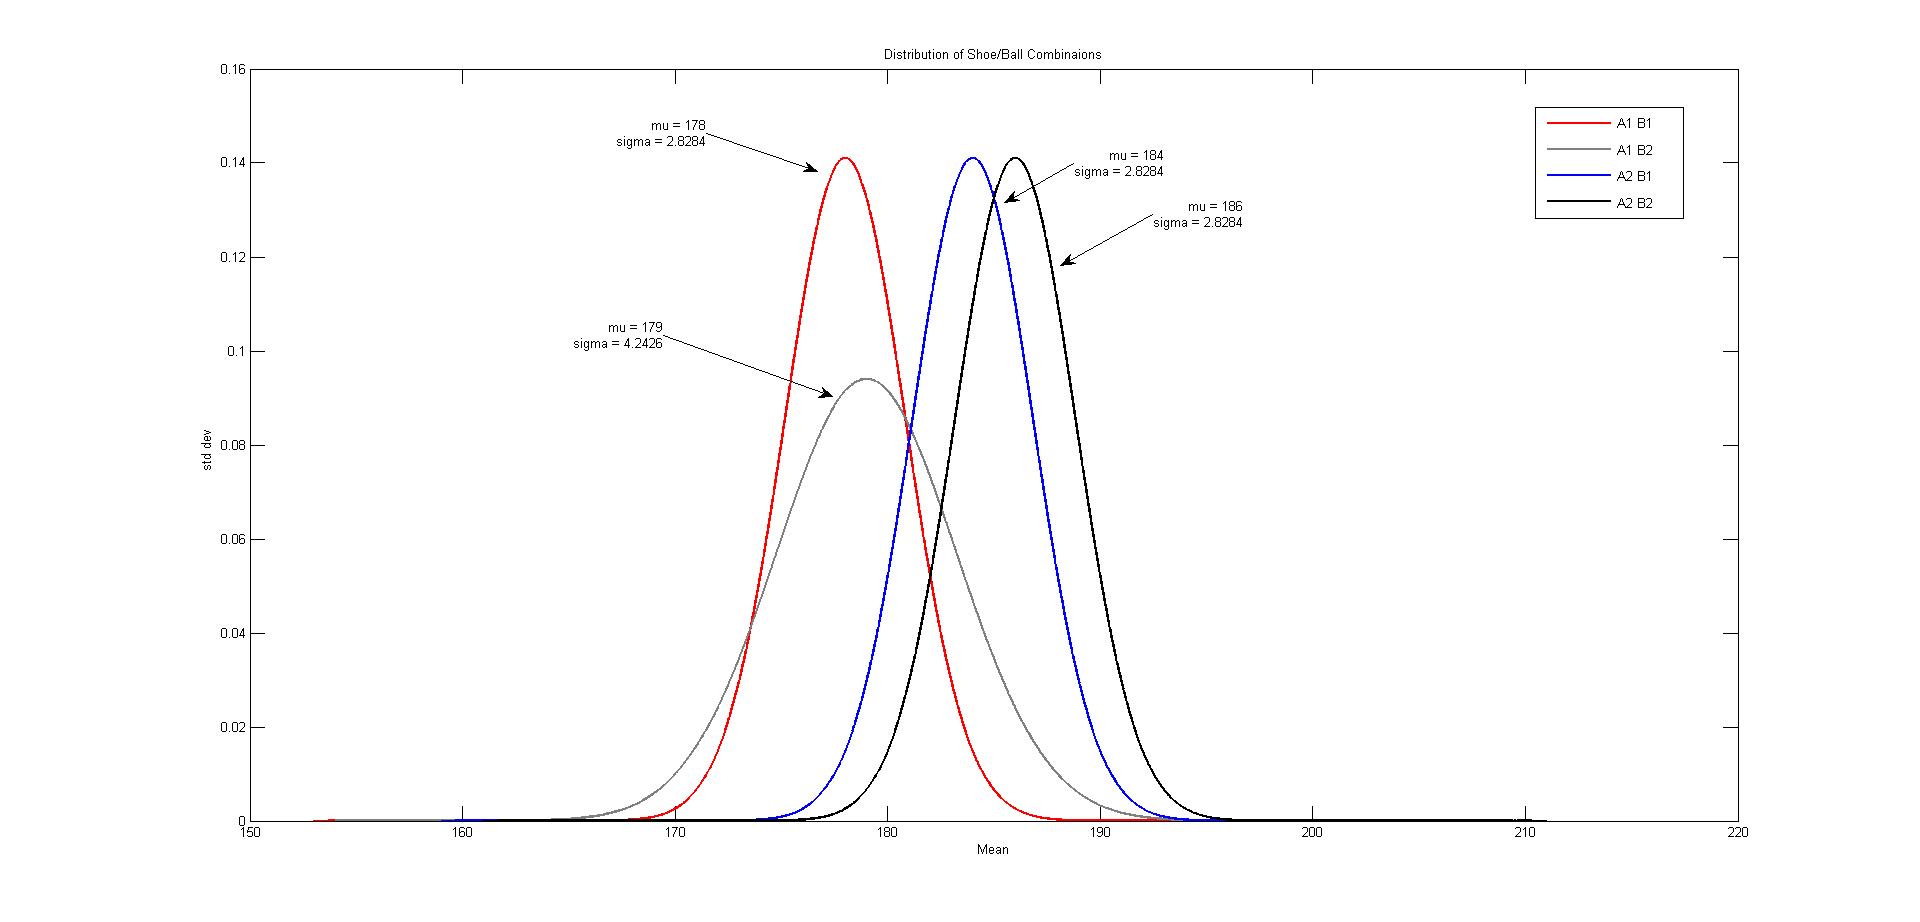 Distribution of Shoe/Ball Combinaions
0.16
0.14
0.12
0.1
0.08
0.06
0.04
0.02
0
std dev
mu = 178
sigma = 2.8284
mu = 179
sigma = 4.2426
mu = 184
sigma = 2.8284
mu = 186
sigma = 2.8284
A1 B1
A1 B2
A2 B1
A2 B2
150 160 170 180 190 200 210 220
Mean